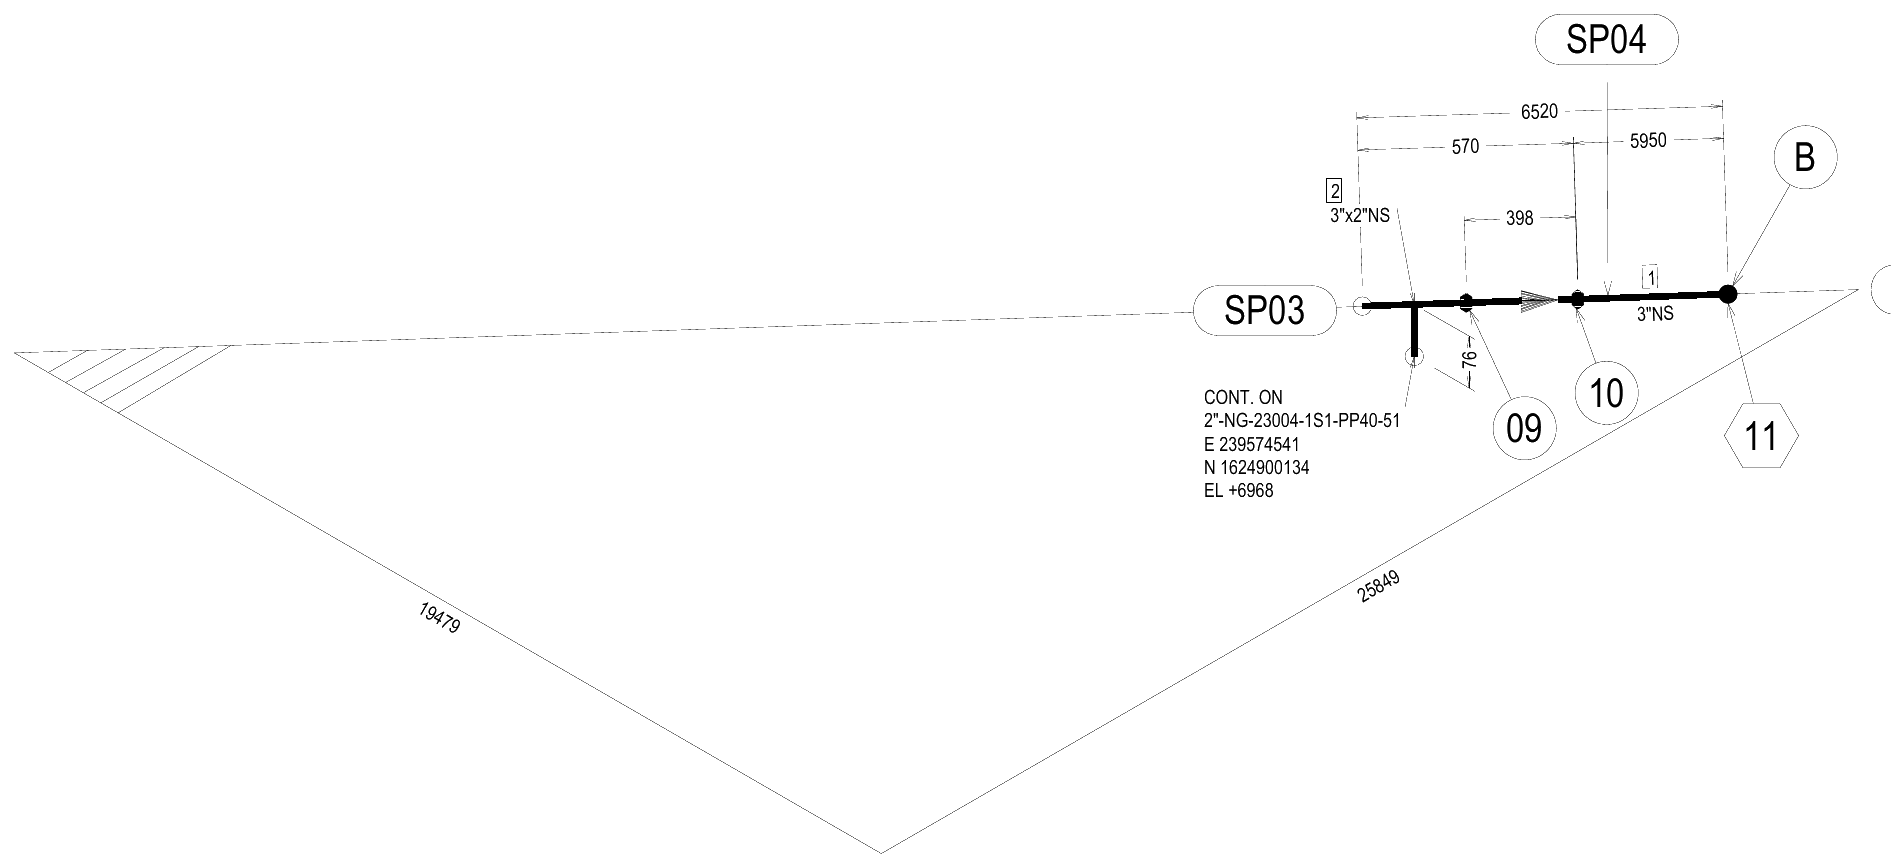 SP04
6520
570
5950
B
2
3"x2"NS
398
1
3"NS
SP03
76
10
09
11
CONT. ON
2"-NG-23004-1S1-PP40-51
E 239574541
N 1624900134
EL +6968
19479
25849